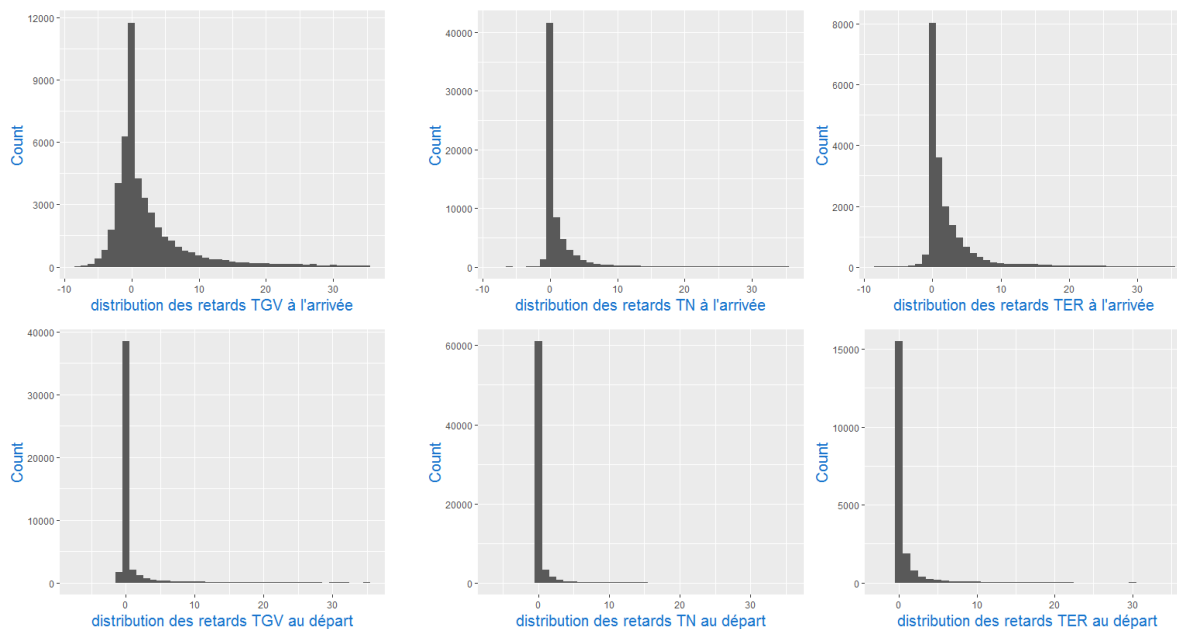 12000
9000
6000
3000
0
Count
-10 0 10 20 30
distribution des retards TGV à l'arrivée
40000
30000
20000
10000
0
Count
-10 0 10 20 30
distribution des retards TN à l'arrivée
8000
6000
4000
2000
0
Count
-10 0 10 20 30
distribution des retards TER à l'arrivée
40000
30000
20000
10000
0
Count
0 10 20 30
distribution des retards TGV au départ
60000
40000
20000
0
Count
0 10 20 30
distribution des retards TN au départ
15000
10000
5000
0
Count
0 10 20 30
distribution des retards TER au départ